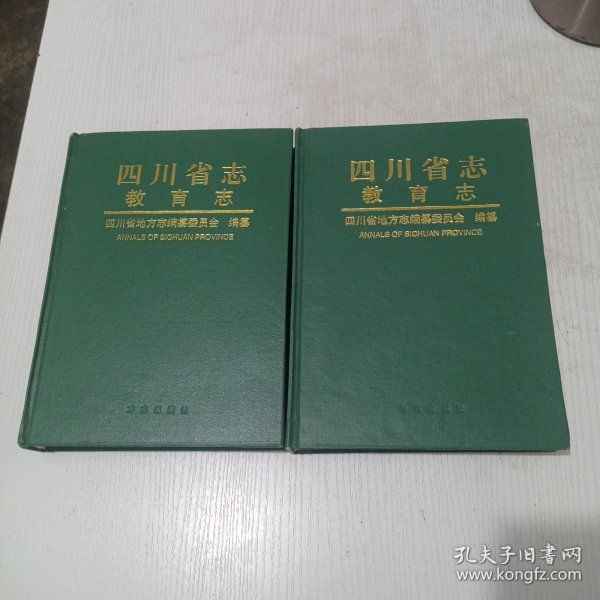 四川省志
教育志
四川省地方志编纂委员会 编纂
ANNALS OF SICHUAN PROVINCE
四川省志
教育志
四川省地方志编纂委员会 编纂
ANNALS OF SICHUAN PROVINCE
孔夫子旧书网
www.kongfz.com